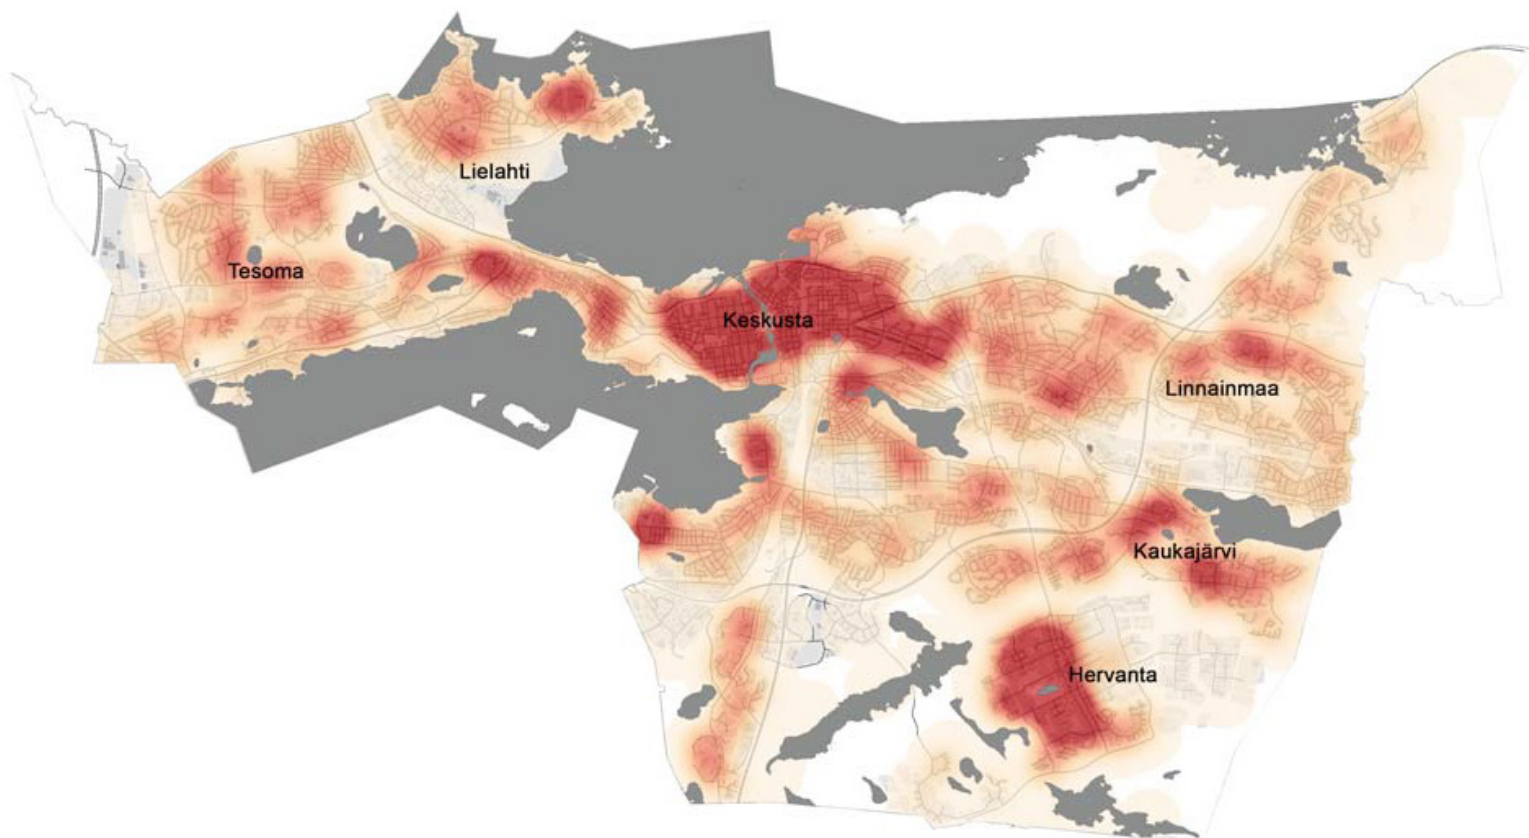 Lielahti
Tesoma
Keskusta
Linnainmaa
Kaukajärvi
Hervanta